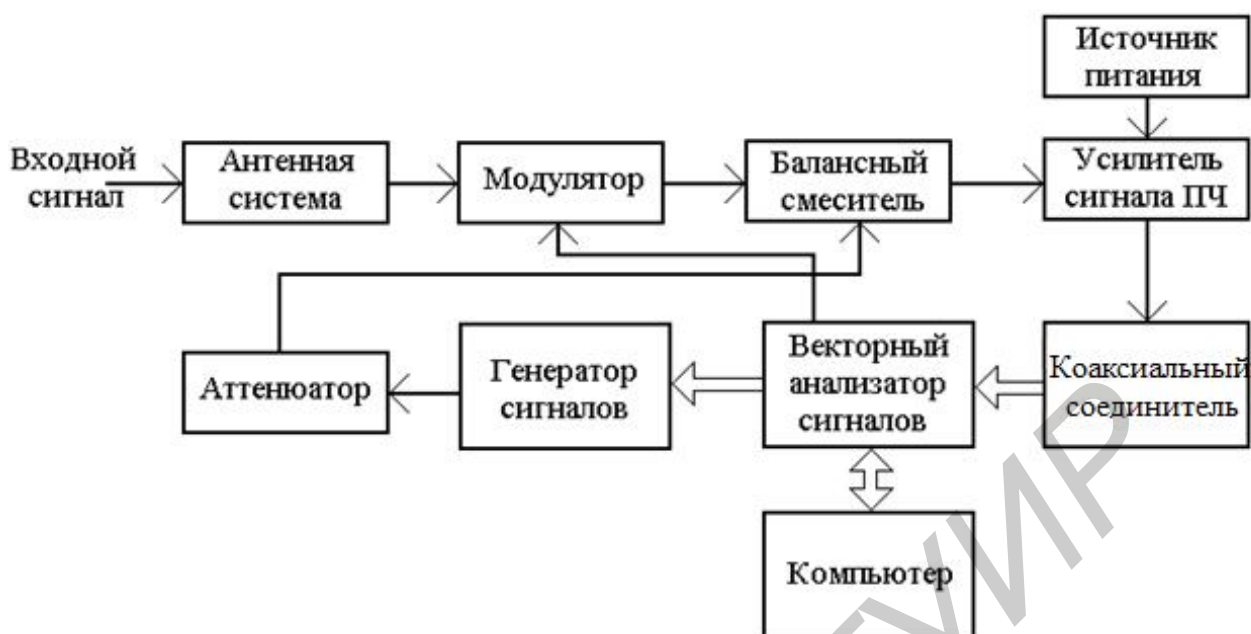 Источник
питания
Входной
сигнал
Антенная
система
Модулятор
Балансный
смеситель
Усилитель
сигнала ПЧ
Аттенюатор
Генератор
сигналов
Векторный
анализатор
сигналов
Коаксиальный
соединитель
Компьютер
ГУИР